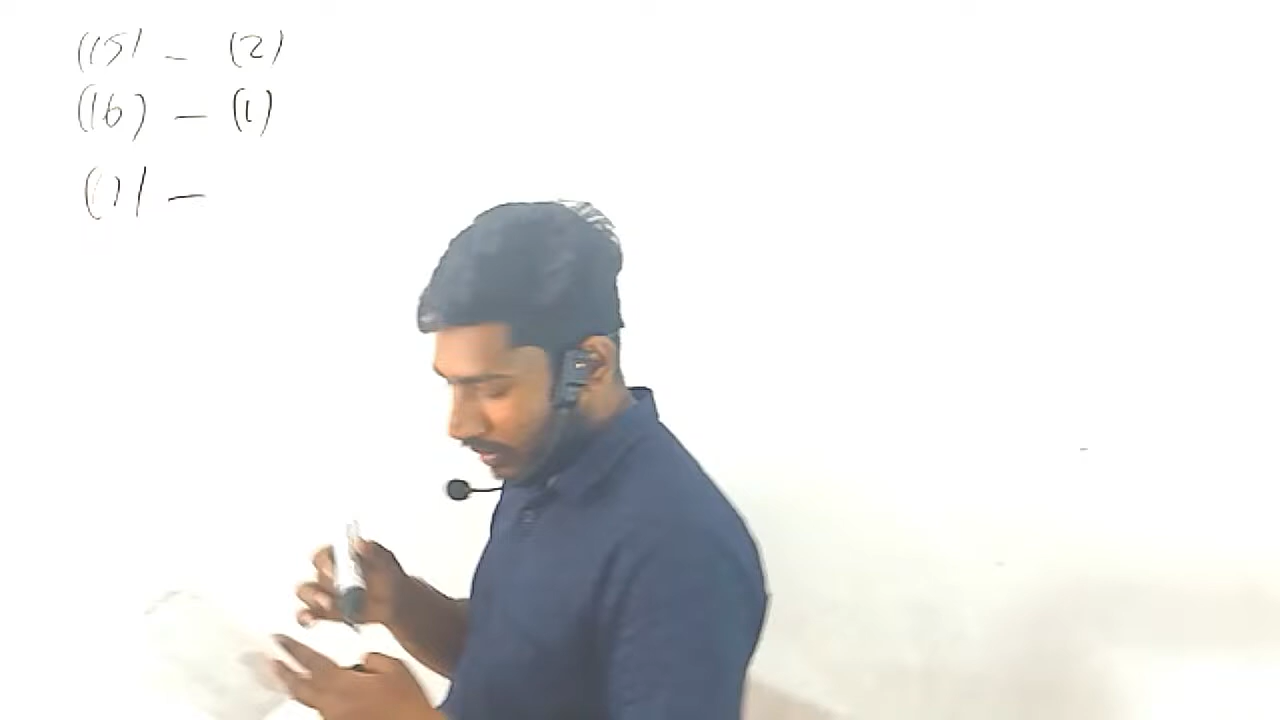 (15) - (2)
(16) - (1)
(17) -